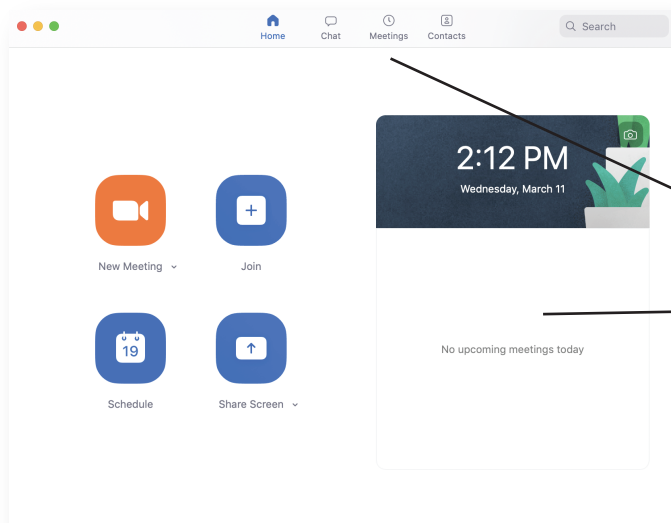 Home
Chat
Meetings
Contacts
Search
2:12 PM
Wednesday, March 11
New Meeting
Join
19
Schedule
Share Screen
No upcoming meetings today